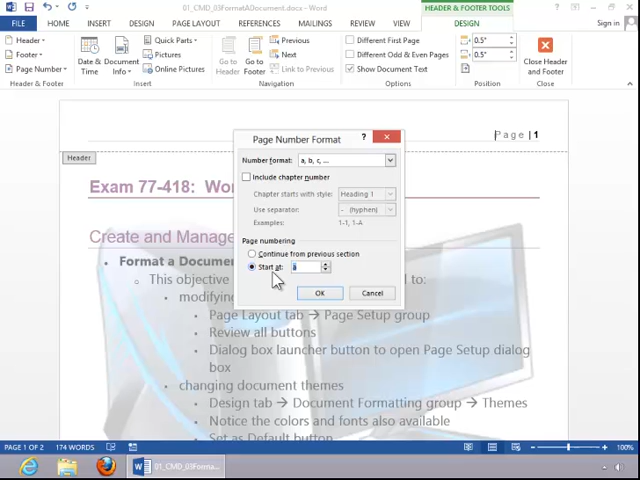 01_CMD_03FormatADocument.docx - Word
HEADER & FOOTER TOOLS
FILE HOME INSERT DESIGN PAGE LAYOUT REFERENCES MAILINGS REVIEW VIEW DESIGN Sign in
Header
Footer
Page Number
Header & Footer
Date & Time
Document Info
Quick Parts
Pictures
Online Pictures
Insert
Go to Header
Go to Footer
Previous
Next
Link to Previous
Navigation
Different First Page
Different Odd & Even Pages
Show Document Text
Options
0.5"
0.5"
Position
Close Header and Footer
Close
Page | 1
Header
Page Number Format
Number format: a, b, c, ...
Include chapter number
Chapter starts with style: Heading 1
Use separator: - (hyphen)
Examples: 1-1, 1-A
Page numbering
Continue from previous section
Start at:
OK Cancel
Exam 77-418: Wo
Create and Manage
Format a Docum
This objective to:
modifying
Page Layout tab → Page Setup group
Review all buttons
Dialog box launcher button to open Page Setup dialog
box
changing document themes
Design tab → Document Formatting group → Themes
Notice the colors and fonts also available
Set as Default button
PAGE 1 OF 2 174 WORDS 100%
01_CMD_03Forma...